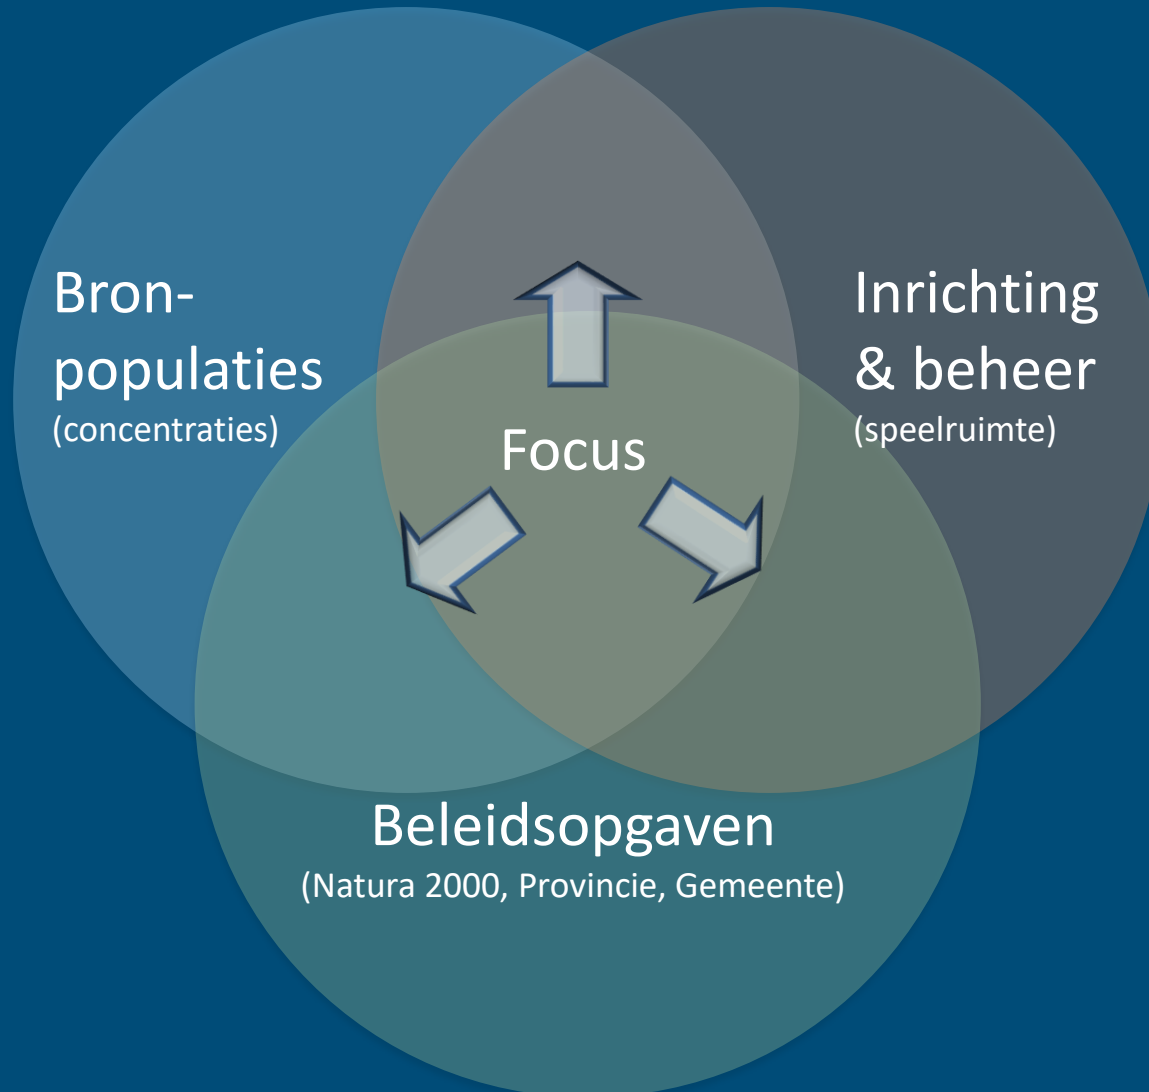 Bron-
populaties
(concentraties)
Inrichting
& beheer
(speelruimte)
Focus
Beleidsopgaven
(Natura 2000, Provincie, Gemeente)